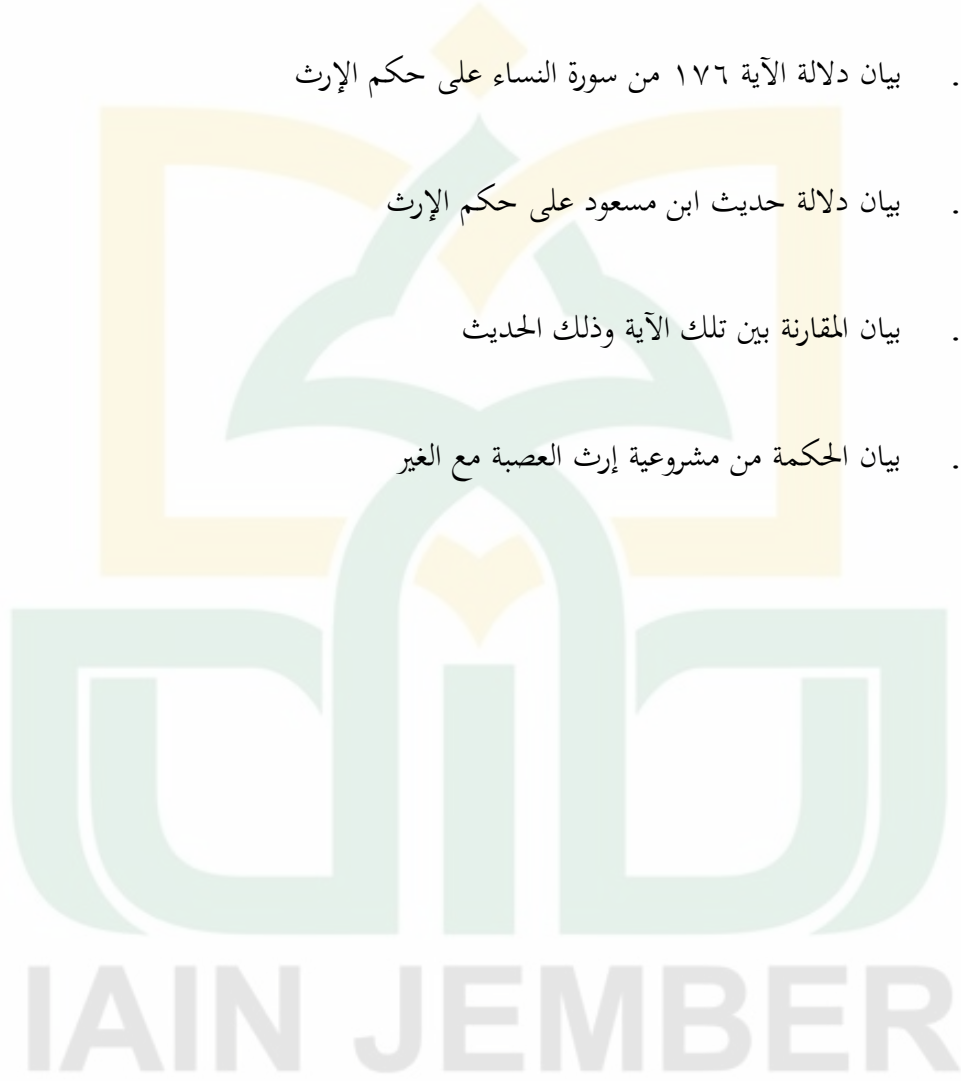 . بيان دلالة الآية ١٧٦ من سورة النساء على حكم الإرث
. بيان دلالة حديث ابن مسعود على حكم الإرث
. بيان المقارنة بين تلك الآية وذلك الحديث
. بيان الحكمة من مشروعية إرث العصبة مع الغير
IAIN JEMBER